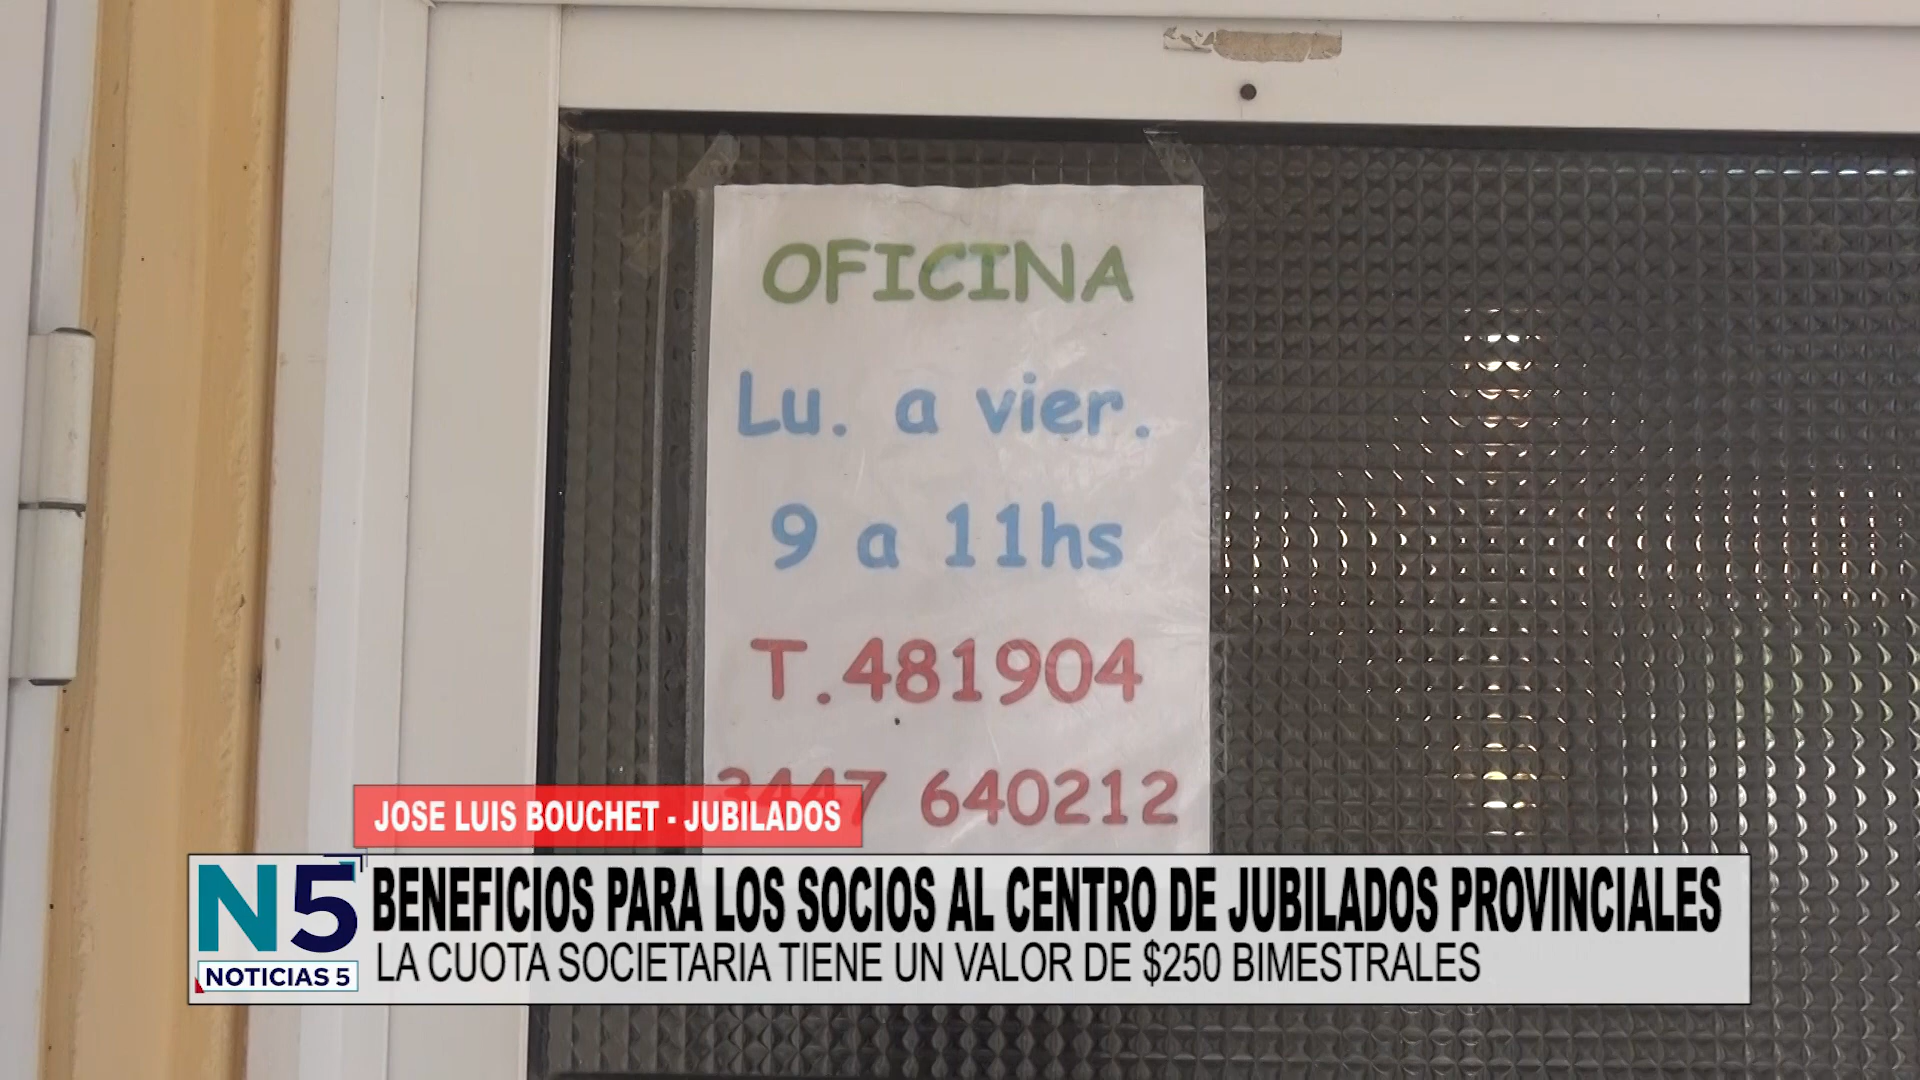 OFICINA
Lu. a vier.
9 a 11hs
T.481904
3447 640212
JOSE LUIS BOUCHET - JUBILADOS
N5
NOTICIAS 5
BENEFICIOS PARA LOS SOCIOS AL CENTRO DE JUBILADOS PROVINCIALES
LA CUOTA SOCIETARIA TIENE UN VALOR DE $250 BIMESTRALES